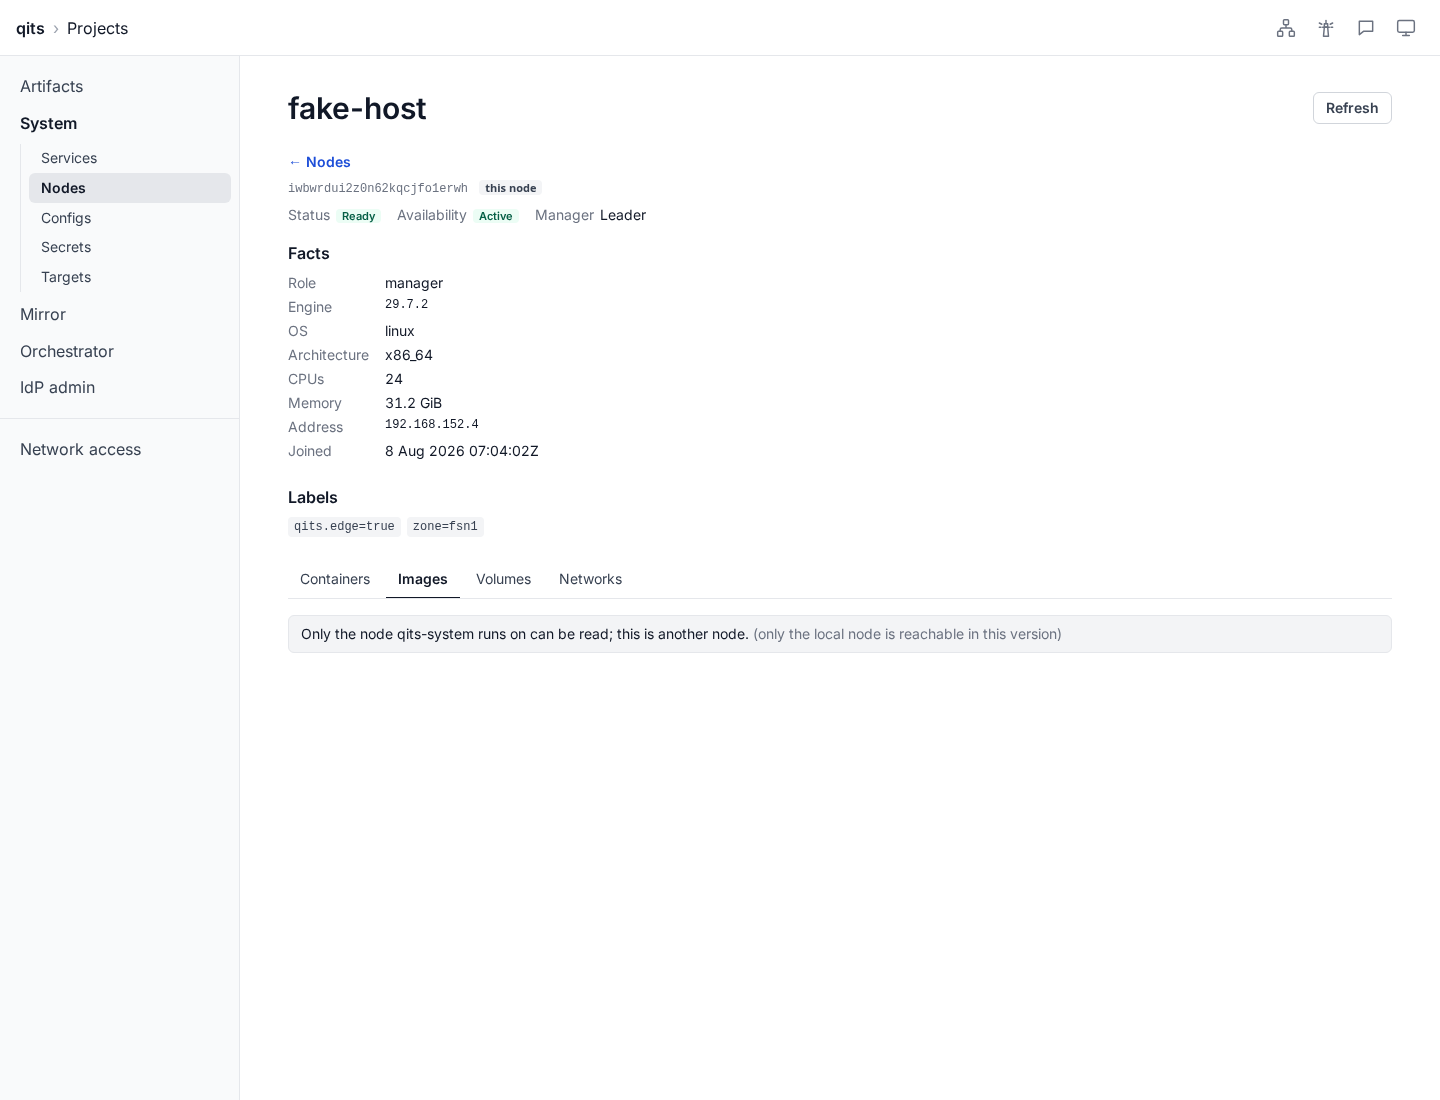 qits › Projects
Artifacts
System
Services
Nodes
Configs
Secrets
Targets
Mirror
Orchestrator
IdP admin
Network access
fake-host
Refresh
← Nodes
iwbwrdui2z0n62kqcjfo1erwh this node
Status Ready Availability Active Manager Leader
Facts
Role manager
Engine 29.7.2
OS linux
Architecture x86_64
CPUs 24
Memory 31.2 GiB
Address 192.168.152.4
Joined 8 Aug 2026 07:04:02Z
Labels
qits.edge=true zone=fsn1
Containers Images Volumes Networks
Only the node qits-system runs on can be read; this is another node. (only the local node is reachable in this version)